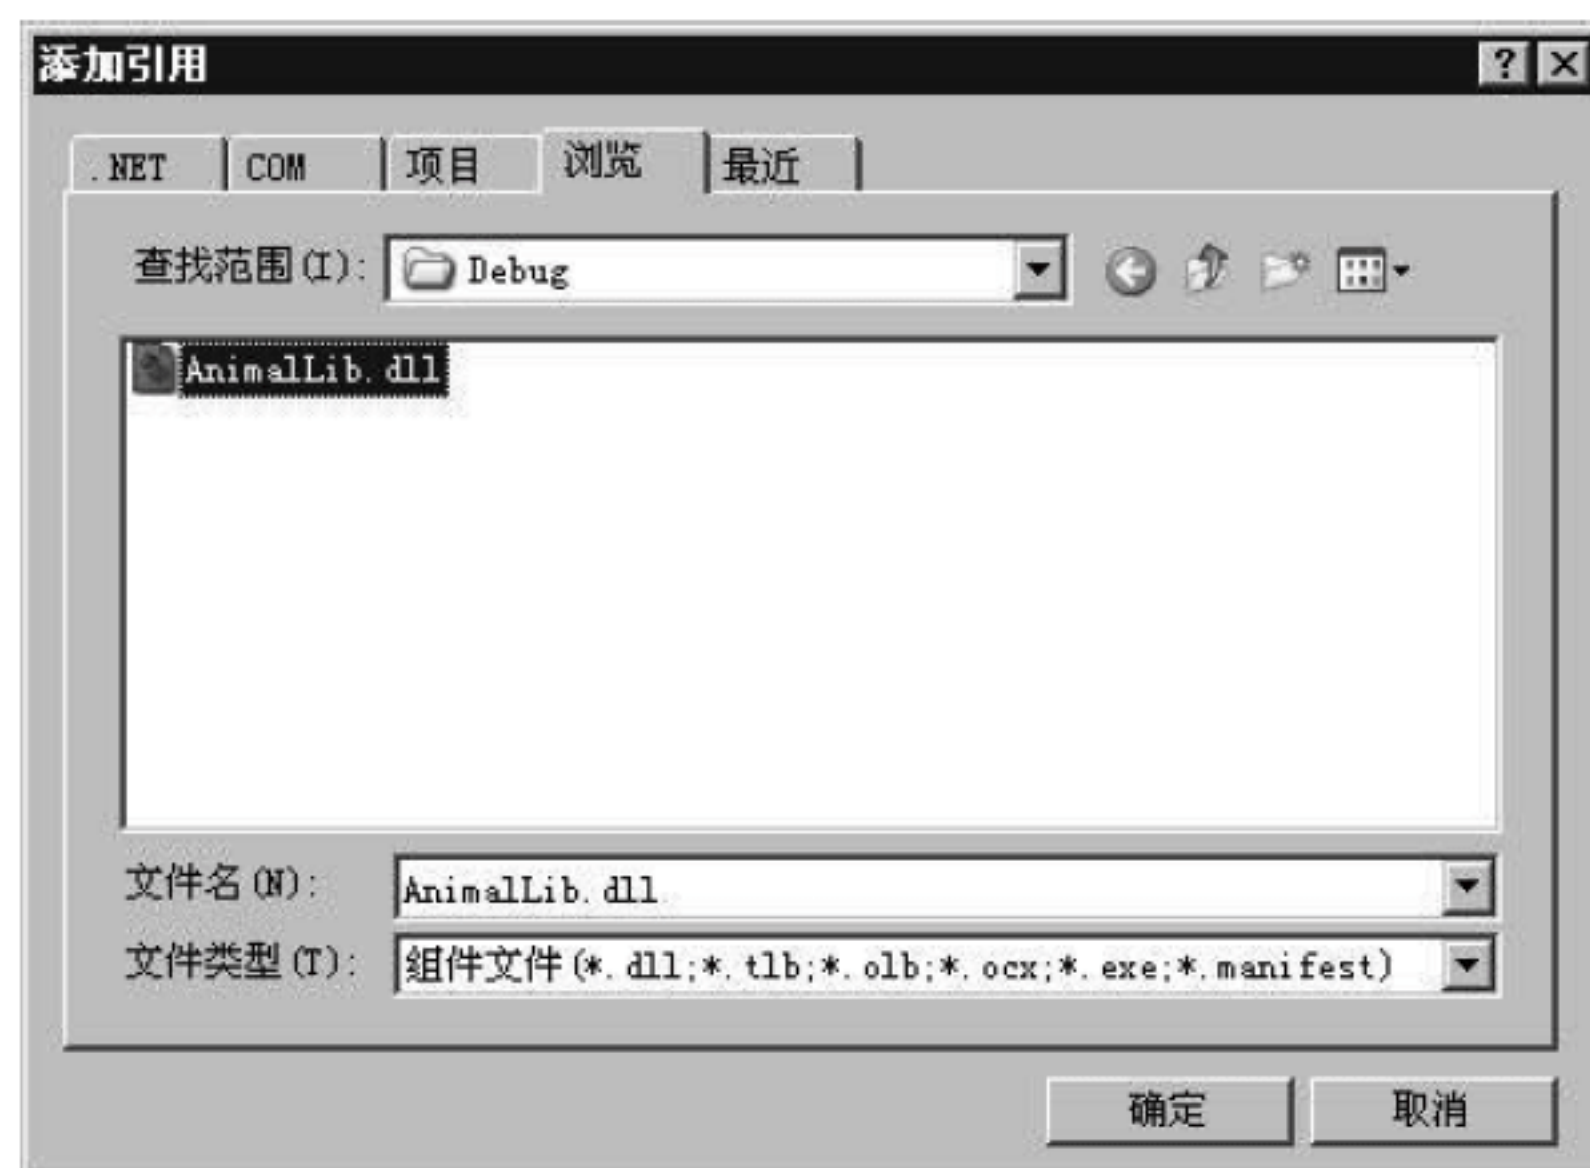 添加引用
.NET COM 项目 浏览 最近
查找范围(I): Debug
AnimalLib.dll
文件名(N): AnimalLib.dll
文件类型(T): 组件文件(*.dll;*.tlb;*.olb;*.ocx;*.exe;*.manifest)
确定 取消